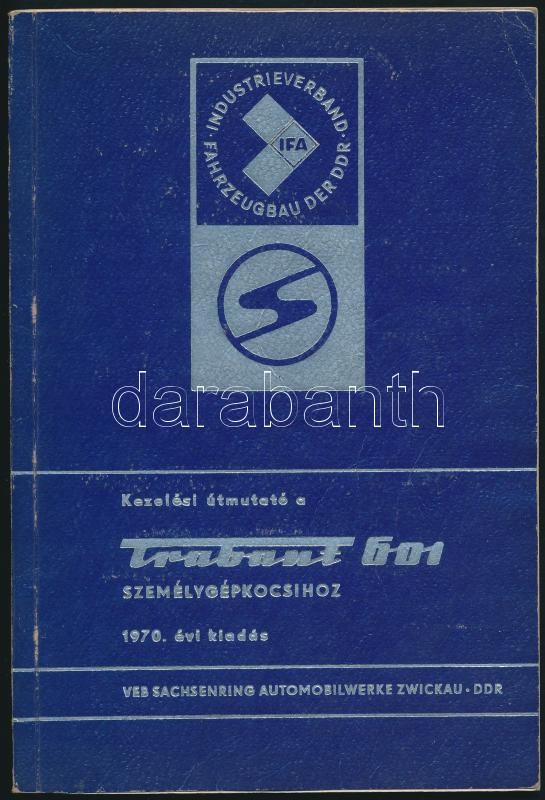 · INDUSTRIEVERBAND ·
FAHRZEUGBAU DER DDR
IFA
S
darabanth
Kezelési útmutató a
Trabant 601
SZEMÉLYGÉPKOCSIHOZ
1970. évi kiadás
VEB SACHSENRING AUTOMOBILWERKE ZWICKAU · DDR